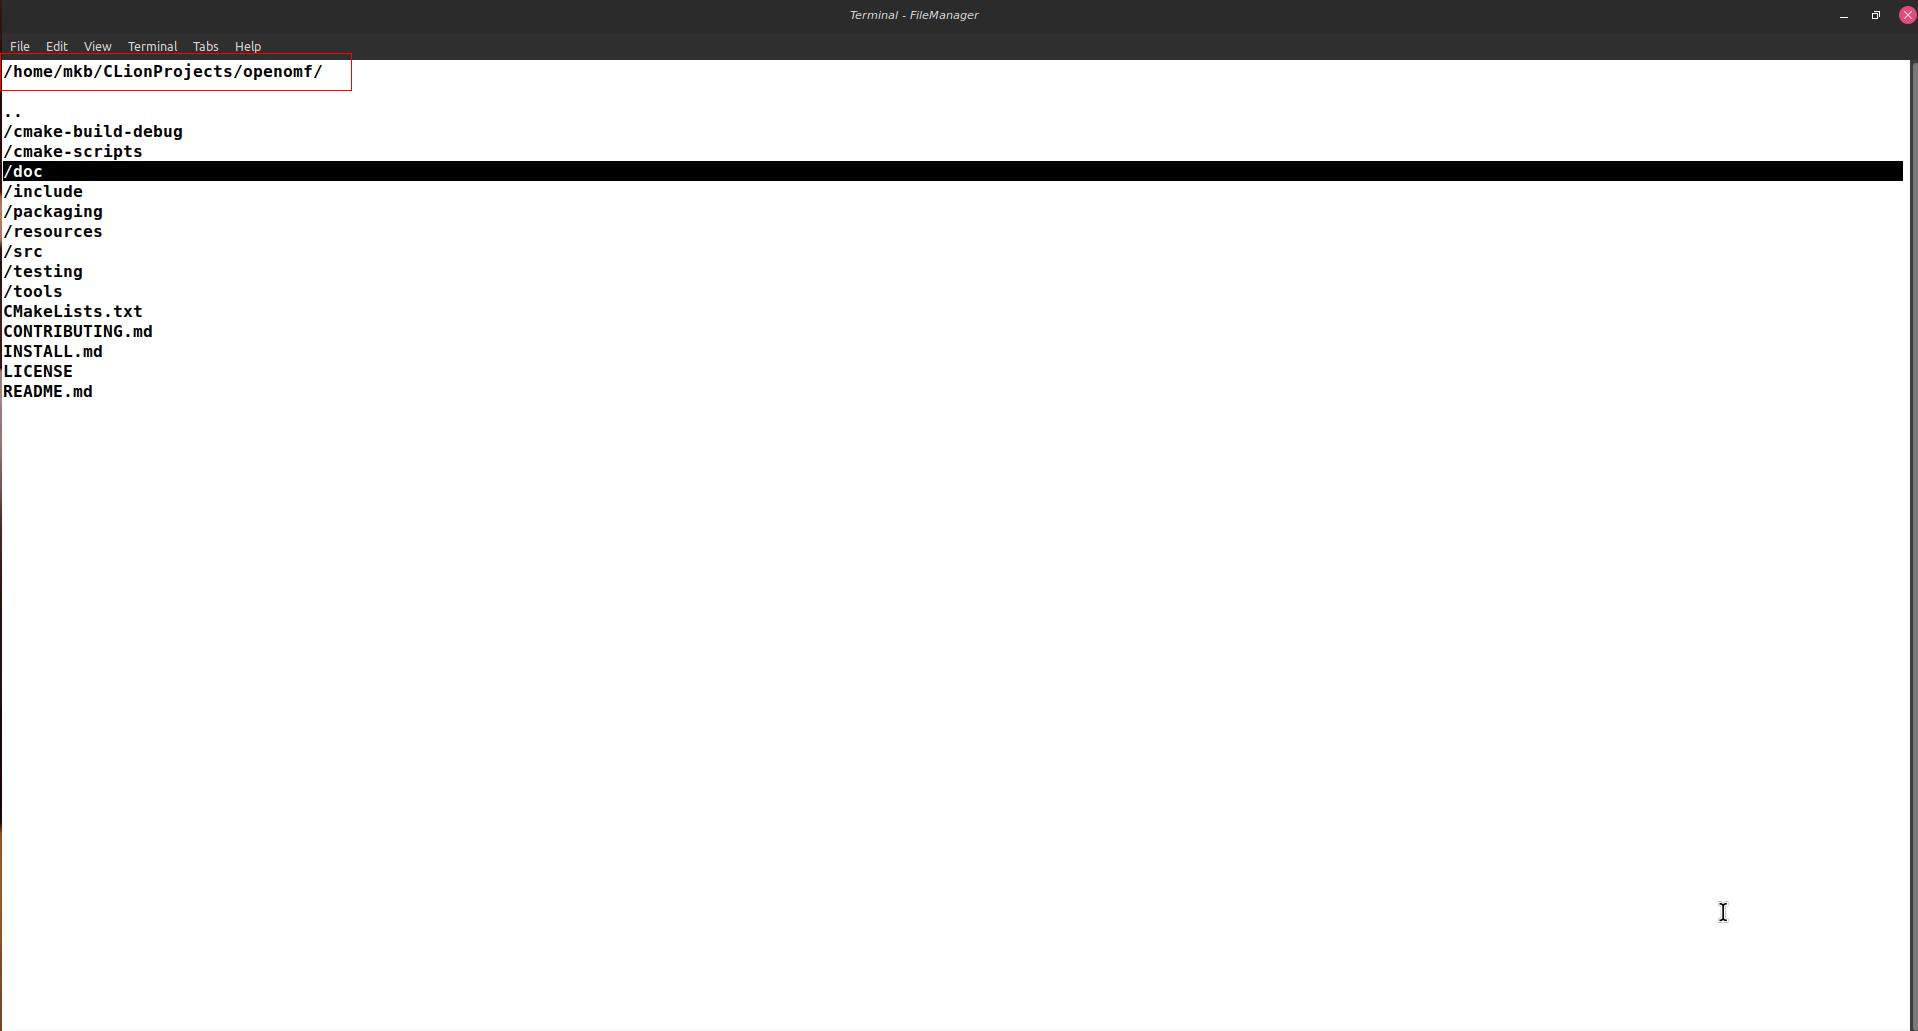 Terminal - FileManager
File Edit View Terminal Tabs Help
/home/mkb/CLionProjects/openomf/
..
/cmake-build-debug
/cmake-scripts
/doc
/include
/packaging
/resources
/src
/testing
/tools
CMakeLists.txt
CONTRIBUTING.md
INSTALL.md
LICENSE
README.md